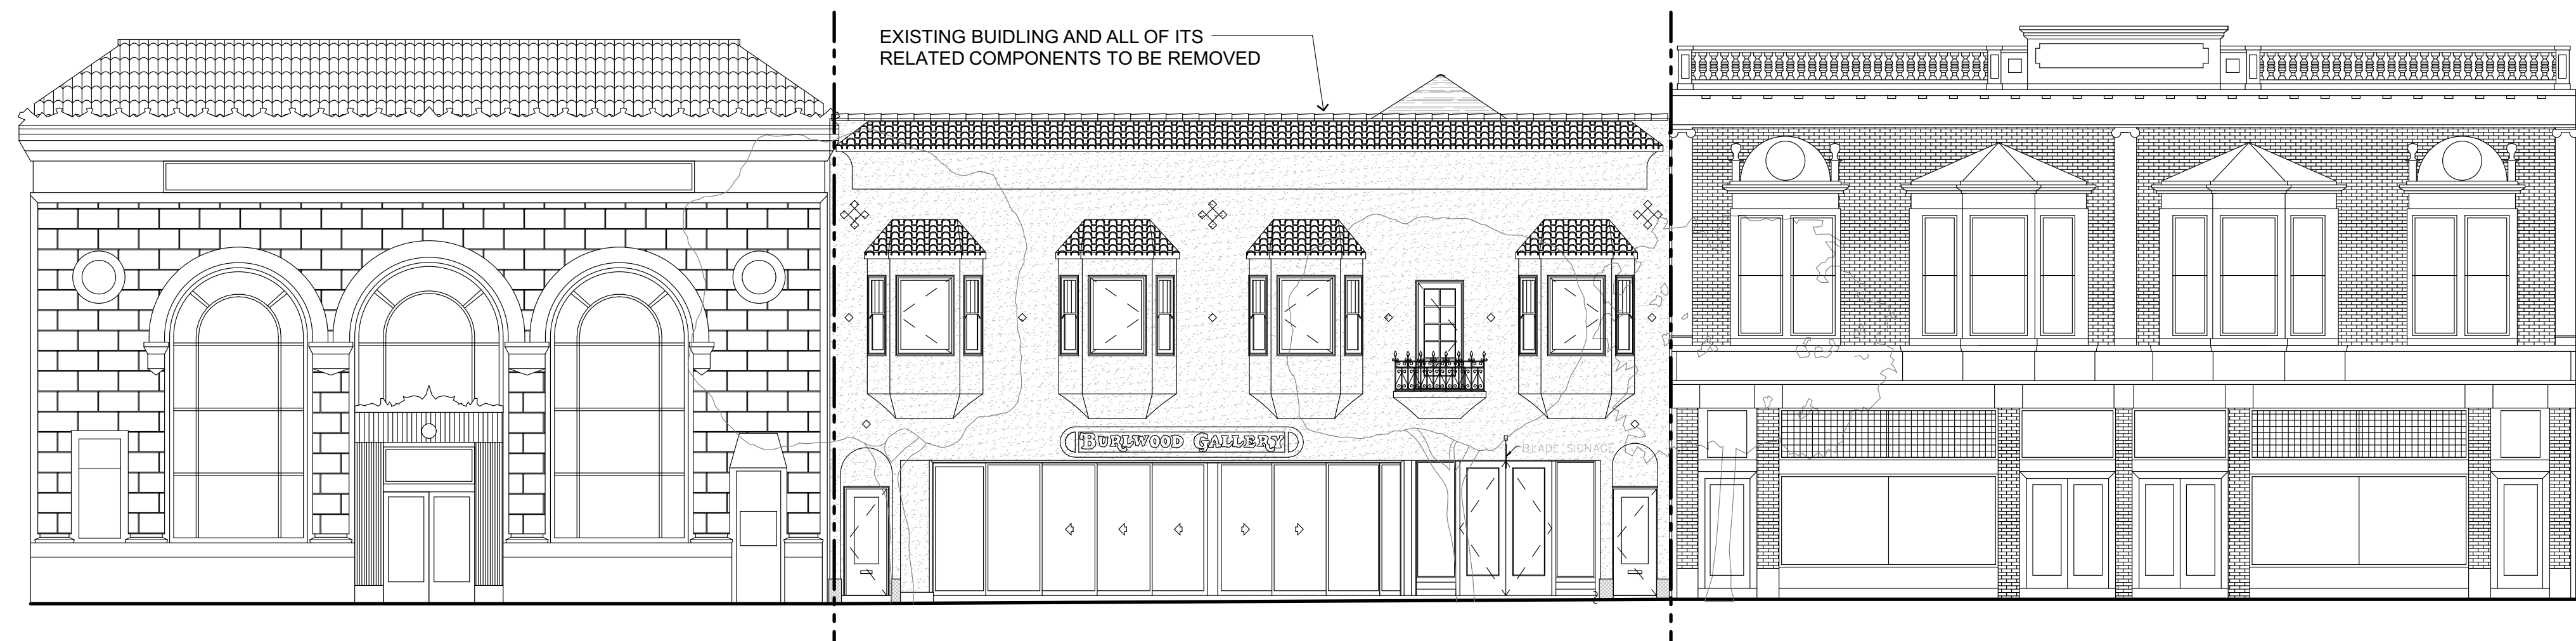 EXISTING BUIDLING AND ALL OF ITS
RELATED COMPONENTS TO BE REMOVED
BURLWOOD GALLERY
BLADE SIGNAGE